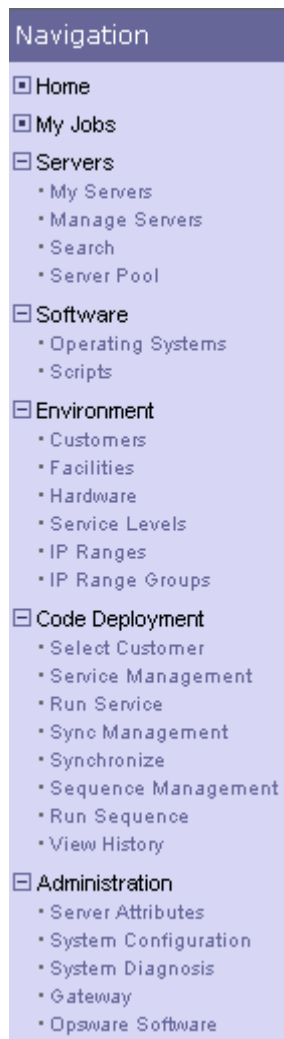 Navigation
Home
My Jobs
Servers
My Servers
Manage Servers
Search
Server Pool
Software
Operating Systems
Scripts
Environment
Customers
Facilities
Hardware
Service Levels
IP Ranges
IP Range Groups
Code Deployment
Select Customer
Service Management
Run Service
Sync Management
Synchronize
Sequence Management
Run Sequence
View History
Administration
Server Attributes
System Configuration
System Diagnosis
Gateway
Opsware Software